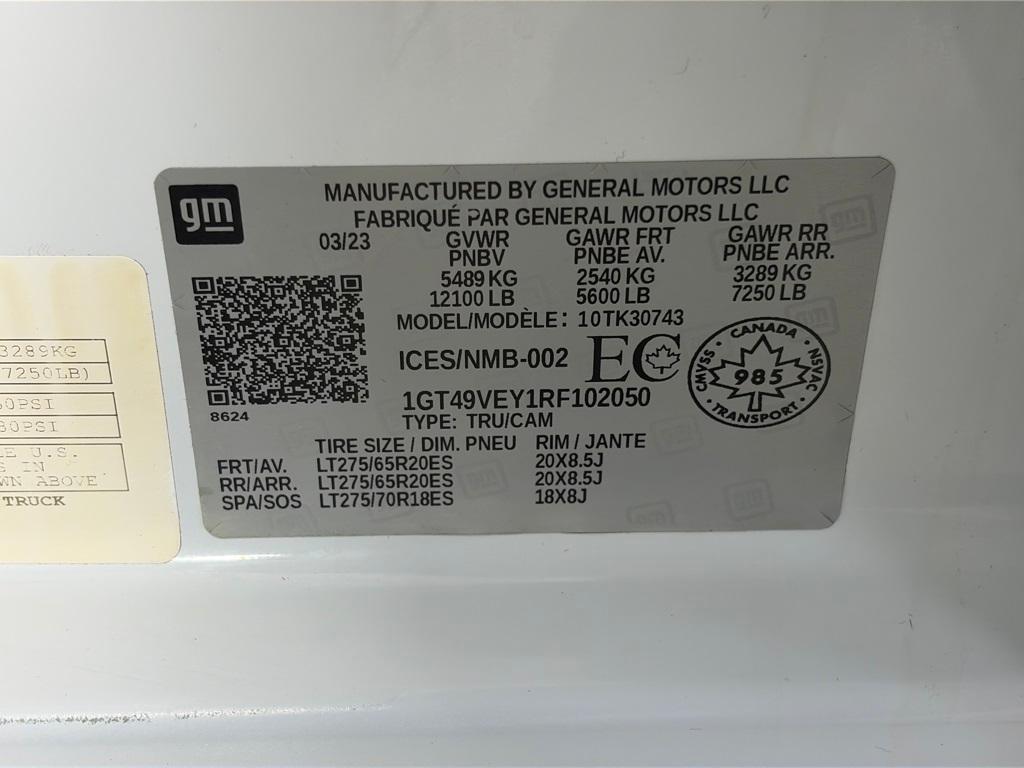 gm
MANUFACTURED BY GENERAL MOTORS LLC
FABRIQUÉ PAR GENERAL MOTORS LLC
03/23 GVWR GAWR FRT GAWR RR
PNBV PNBE AV. PNBE ARR.
5489 KG 2540 KG 3289 KG
12100 LB 5600 LB 7250 LB
MODEL/MODÈLE: 10TK30743
ICES/NMB-002 EC
CANADA
CMVSS 985 NSVAC
TRANSPORT
8624
1GT49VEY1RF102050
TYPE: TRU/CAM
TIRE SIZE / DIM. PNEU RIM / JANTE
FRT/AV. LT275/65R20ES 20X8.5J
RR/ARR. LT275/65R20ES 20X8.5J
SPA/SOS LT275/70R18ES 18X8J
3289KG
7250LB)
0PSI
80PSI
U.S.
IN
ABOVE
TRUCK